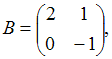 B = ( 2 1
0 −1 ),